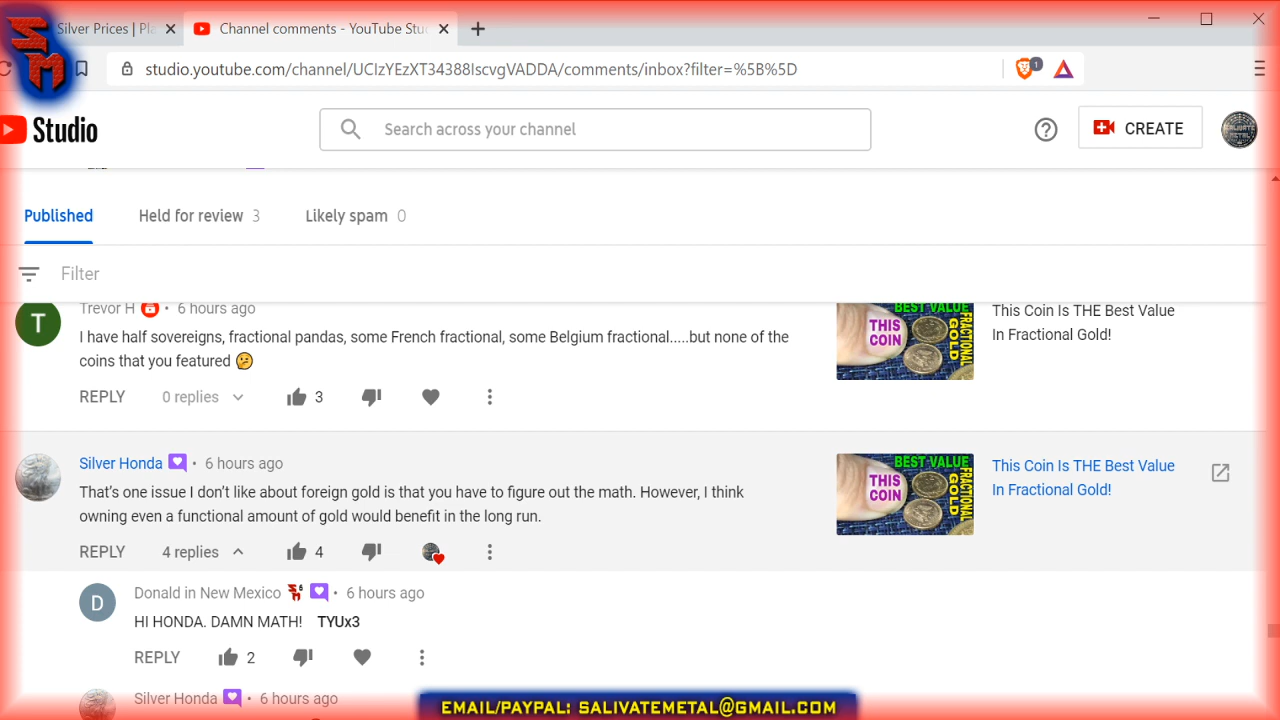 Silver Prices | Pla
Channel comments - YouTube Stu
SM
studio.youtube.com/channel/UCIzYEzXT34388IscvgVADDA/comments/inbox?filter=%5B%5D
1
Studio
Search across your channel
CREATE
Published
Held for review 3
Likely spam 0
Filter
T
Trevor H • 6 hours ago
I have half sovereigns, fractional pandas, some French fractional, some Belgium fractional.....but none of the
coins that you featured 🤔
REPLY 0 replies 3
BEST VALUE
THIS
COIN
FRACTIONAL
GOLD
This Coin Is THE Best Value
In Fractional Gold!
Silver Honda • 6 hours ago
That's one issue I don't like about foreign gold is that you have to figure out the math. However, I think
owning even a functional amount of gold would benefit in the long run.
REPLY 4 replies 4
BEST VALUE
THIS
COIN
FRACTIONAL
GOLD
This Coin Is THE Best Value
In Fractional Gold!
D
Donald in New Mexico • 6 hours ago
HI HONDA. DAMN MATH! TYUx3
REPLY 2
Silver Honda • 6 hours ago
EMAIL/PAYPAL: SALIVATEMETAL@GMAIL.COM